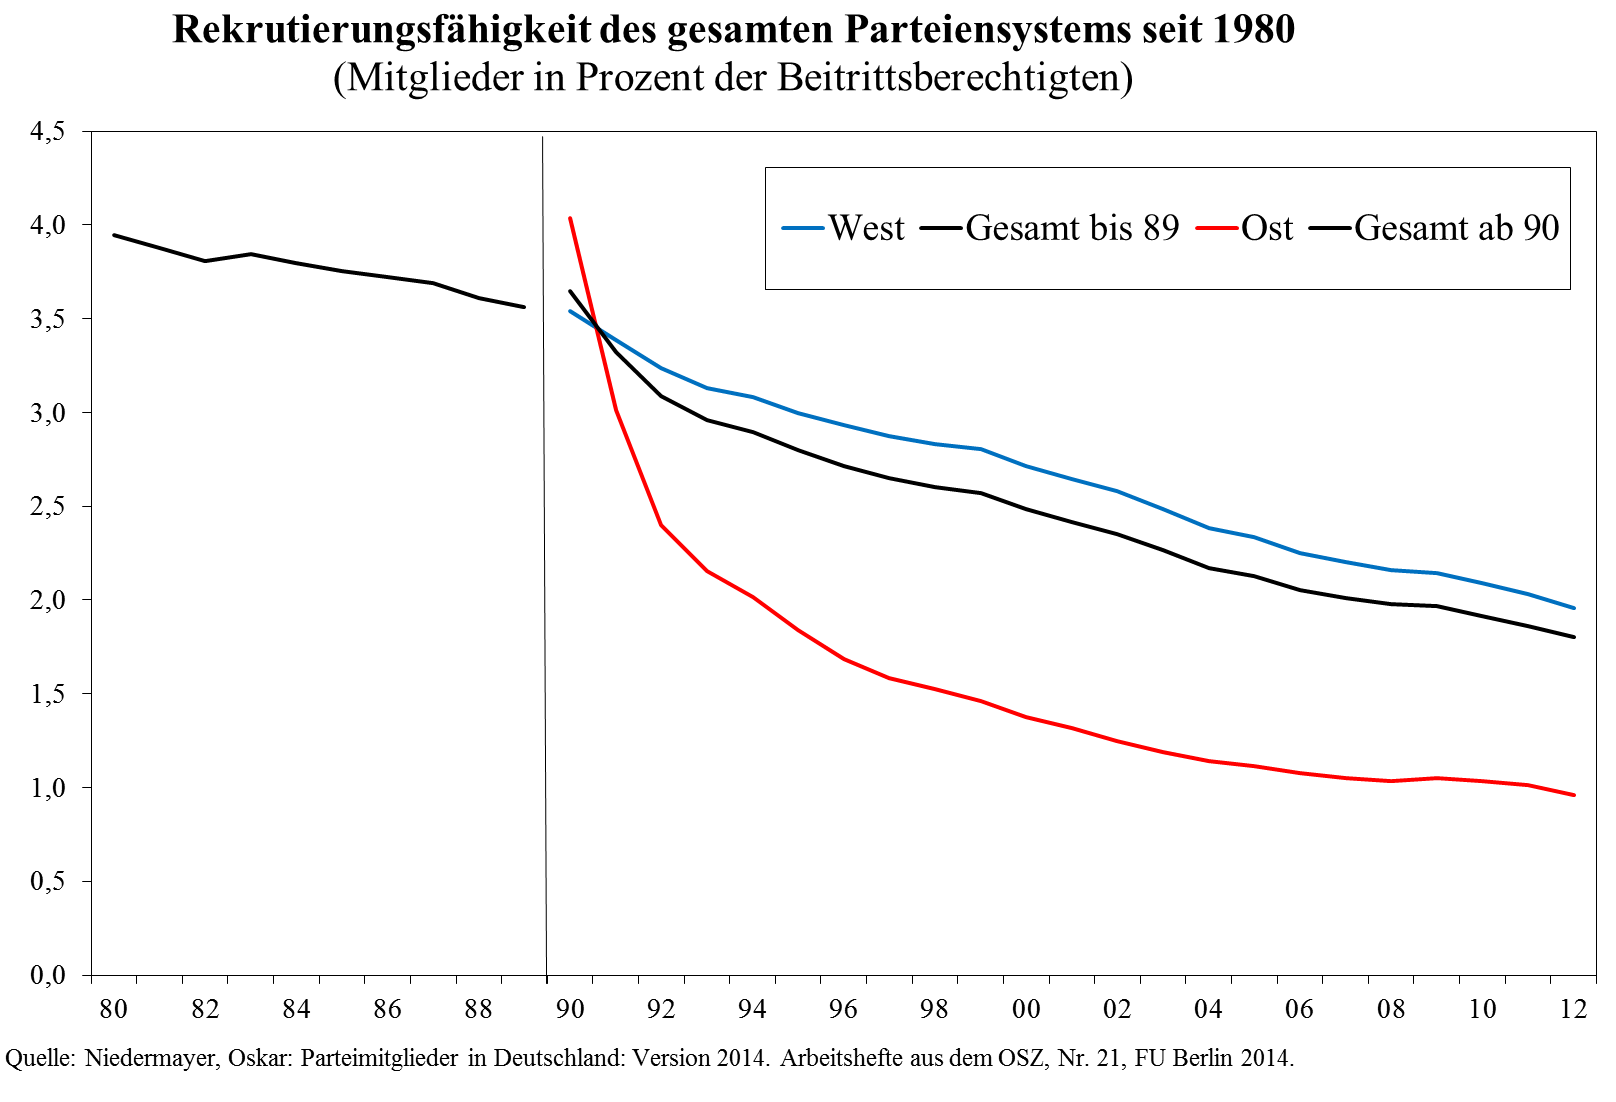 Rekrutierungsfähigkeit des gesamten Parteiensystems seit 1980
(Mitglieder in Prozent der Beitrittsberechtigten)
4,5
4,0
3,5
3,0
2,5
2,0
1,5
1,0
0,5
0,0
West Gesamt bis 89 Ost Gesamt ab 90
80 82 84 86 88 90 92 94 96 98 00 02 04 06 08 10 12
Quelle: Niedermayer, Oskar: Parteimitglieder in Deutschland: Version 2014. Arbeitshefte aus dem OSZ, Nr. 21, FU Berlin 2014.